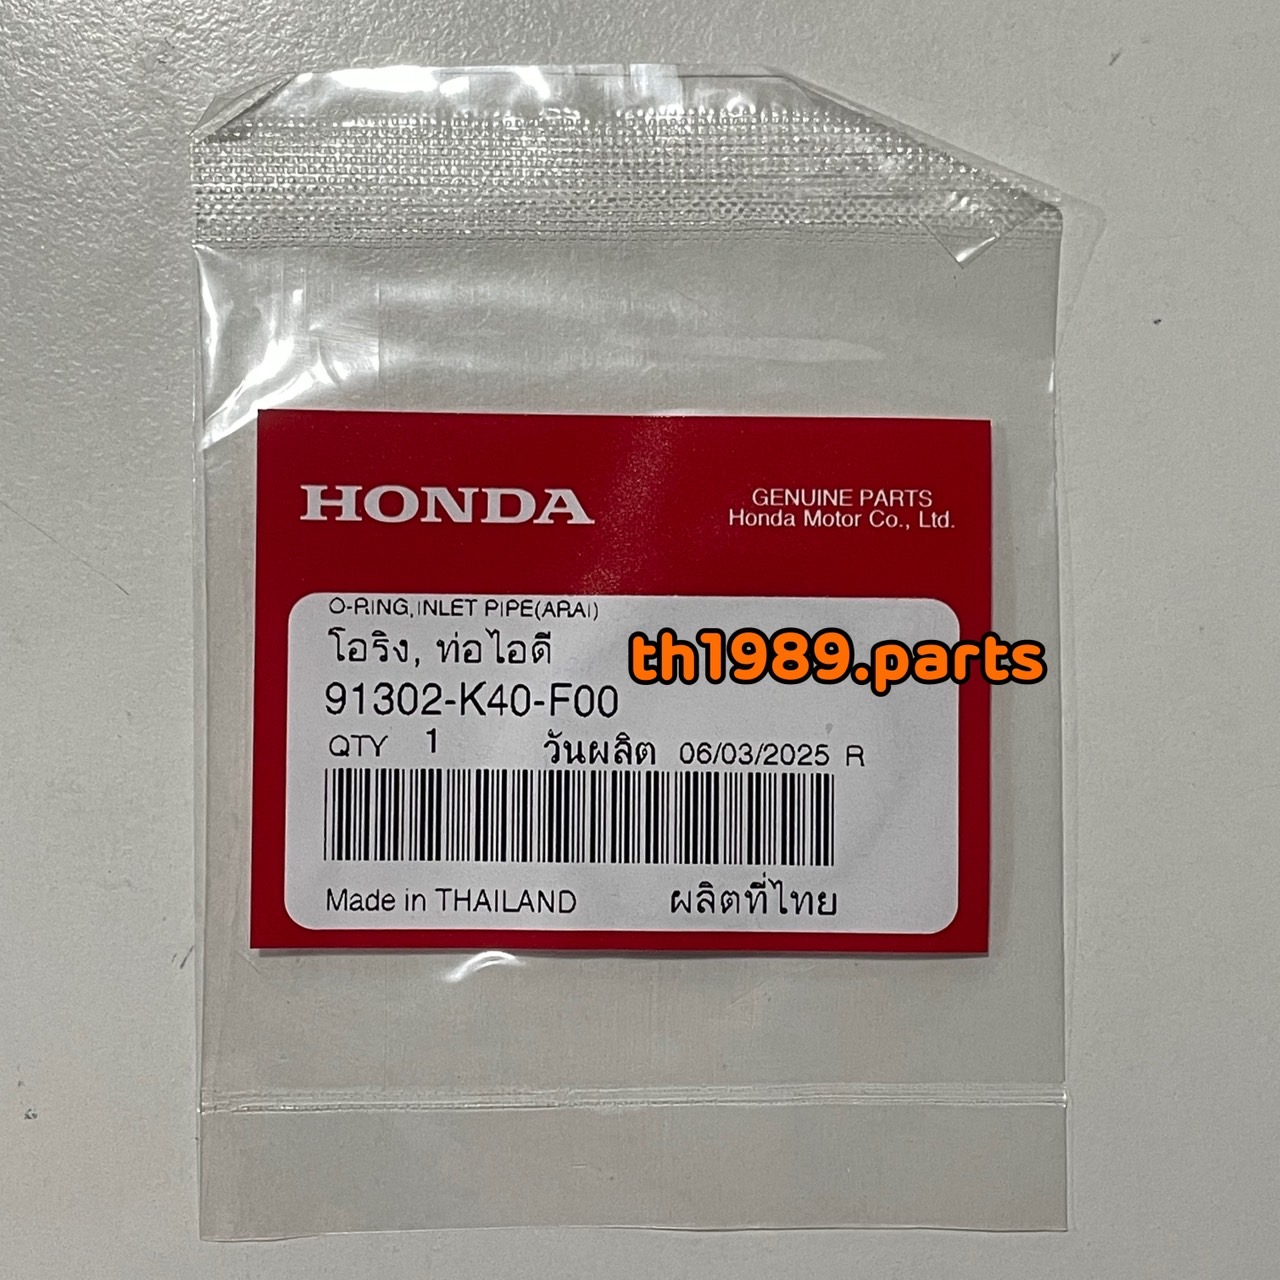 HONDA
GENUINE PARTS
Honda Motor Co., Ltd.
O-RING, INLET PIPE(ARAI)
โอริง, ท่อไอดี
th1989.parts
91302-K40-F00
QTY 1 วันผลิต 06/03/2025 R
Made in THAILAND ผลิตที่ไทย